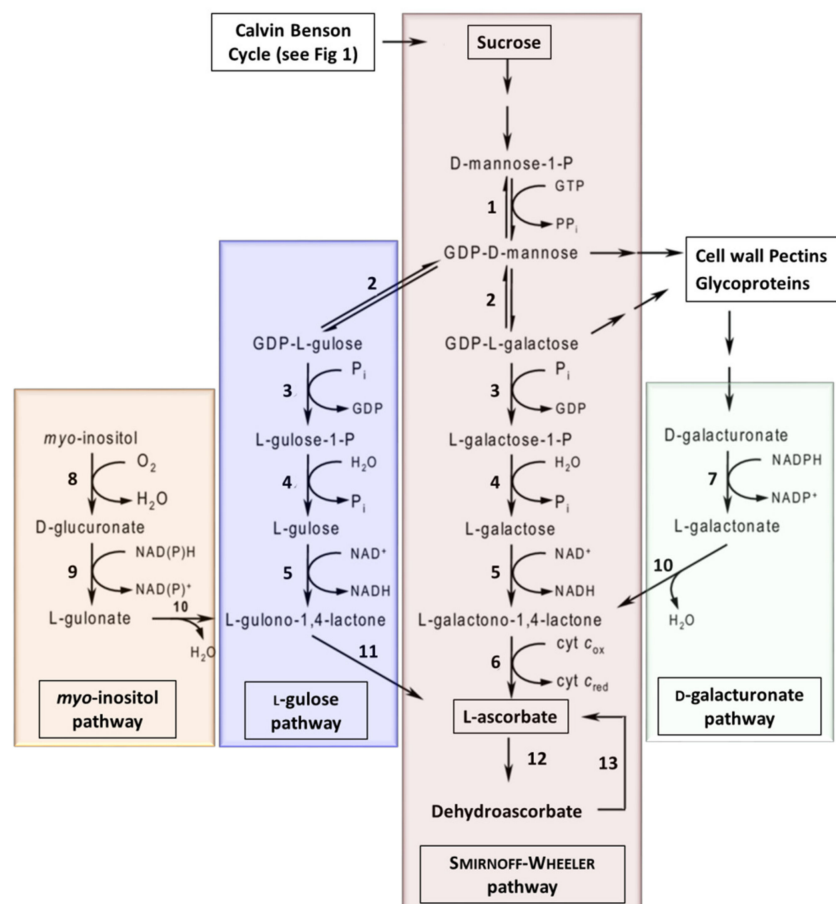 Calvin Benson
Cycle (see Fig 1)
Sucrose
D-mannose-1-P
1
GTP
PPi
GDP-D-mannose
Cell wall Pectins
Glycoproteins
2
2
GDP-L-gulose
GDP-L-galactose
3
Pi
GDP
3
Pi
GDP
myo-inositol
L-gulose-1-P
L-galactose-1-P
D-galacturonate
8
O2
H2O
4
H2O
Pi
4
H2O
Pi
7
NADPH
NADP+
D-glucuronate
L-gulose
L-galactose
L-galactonate
9
NAD(P)H
NAD(P)+
5
NAD+
NADH
5
NAD+
NADH
10
H2O
L-gulonate
10
H2O
L-gulono-1,4-lactone
L-galactono-1,4-lactone
11
6
cyt cox
cyt cred
myo-inositol
pathway
L-gulose
pathway
L-ascorbate
D-galacturonate
pathway
12
13
Dehydroascorbate
SMIRNOFF-WHEELER
pathway